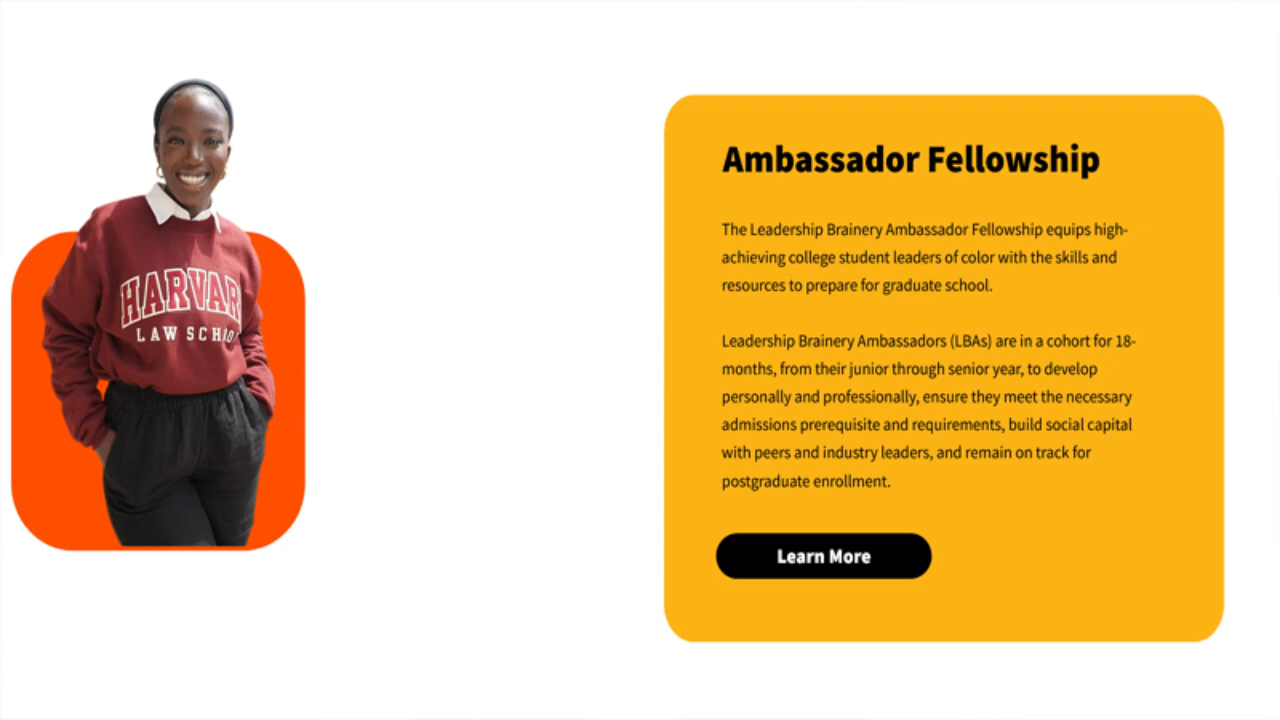 HARVAR
LAW SCHOO
Ambassador Fellowship
The Leadership Brainery Ambassador Fellowship equips high-
achieving college student leaders of color with the skills and
resources to prepare for graduate school.
Leadership Brainery Ambassadors (LBAs) are in a cohort for 18-
months, from their junior through senior year, to develop
personally and professionally, ensure they meet the necessary
admissions prerequisite and requirements, build social capital
with peers and industry leaders, and remain on track for
postgraduate enrollment.
Learn More